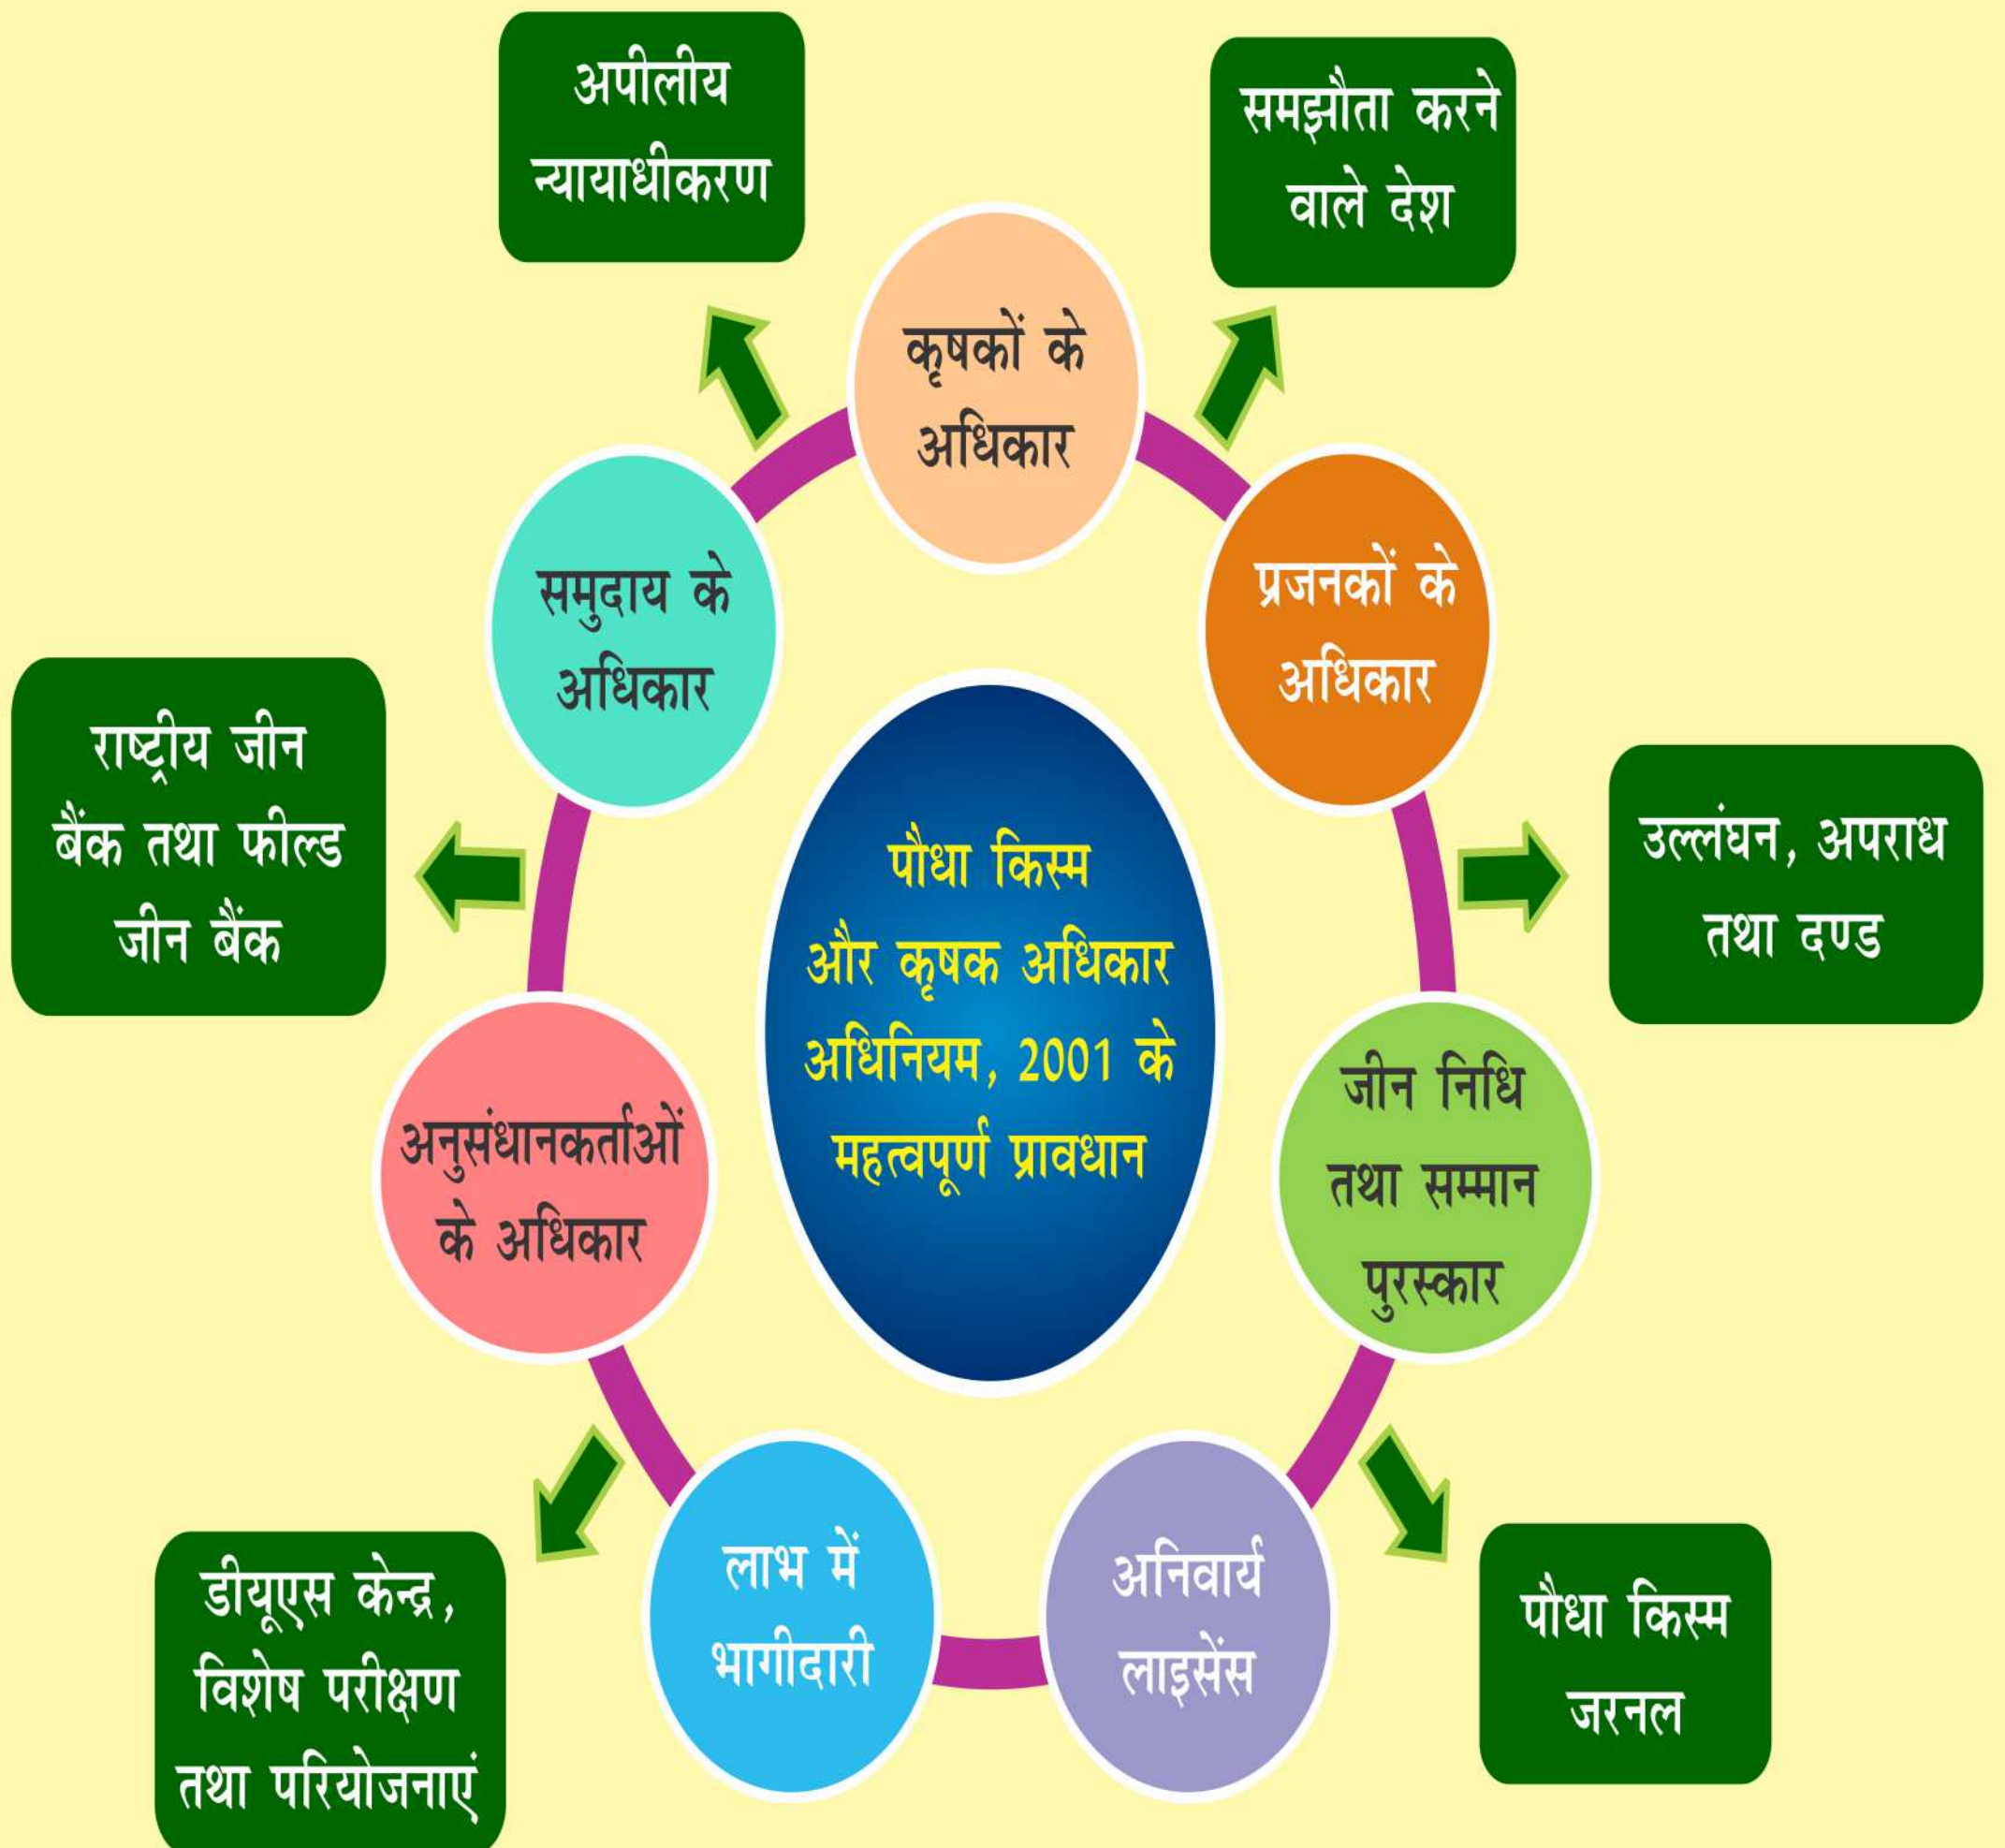 अपीलीय
न्यायाधीकरण
समझौता करने
वाले देश
कृषकों के
अधिकार
समुदाय के
अधिकार
प्रजनकों के
अधिकार
राष्ट्रीय जीन
बैंक तथा फील्ड
जीन बैंक
पौधा किस्म
और कृषक अधिकार
अधिनियम, 2001 के
महत्वपूर्ण प्रावधान
उल्लंघन, अपराध
तथा दण्ड
अनुसंधानकर्ताओं
के अधिकार
जीन निधि
तथा सम्मान
पुरस्कार
डीयूएस केन्द्र,
विशेष परीक्षण
तथा परियोजनाएं
लाभ में
भागीदारी
अनिवार्य
लाइसेंस
पौधा किस्म
जरनल